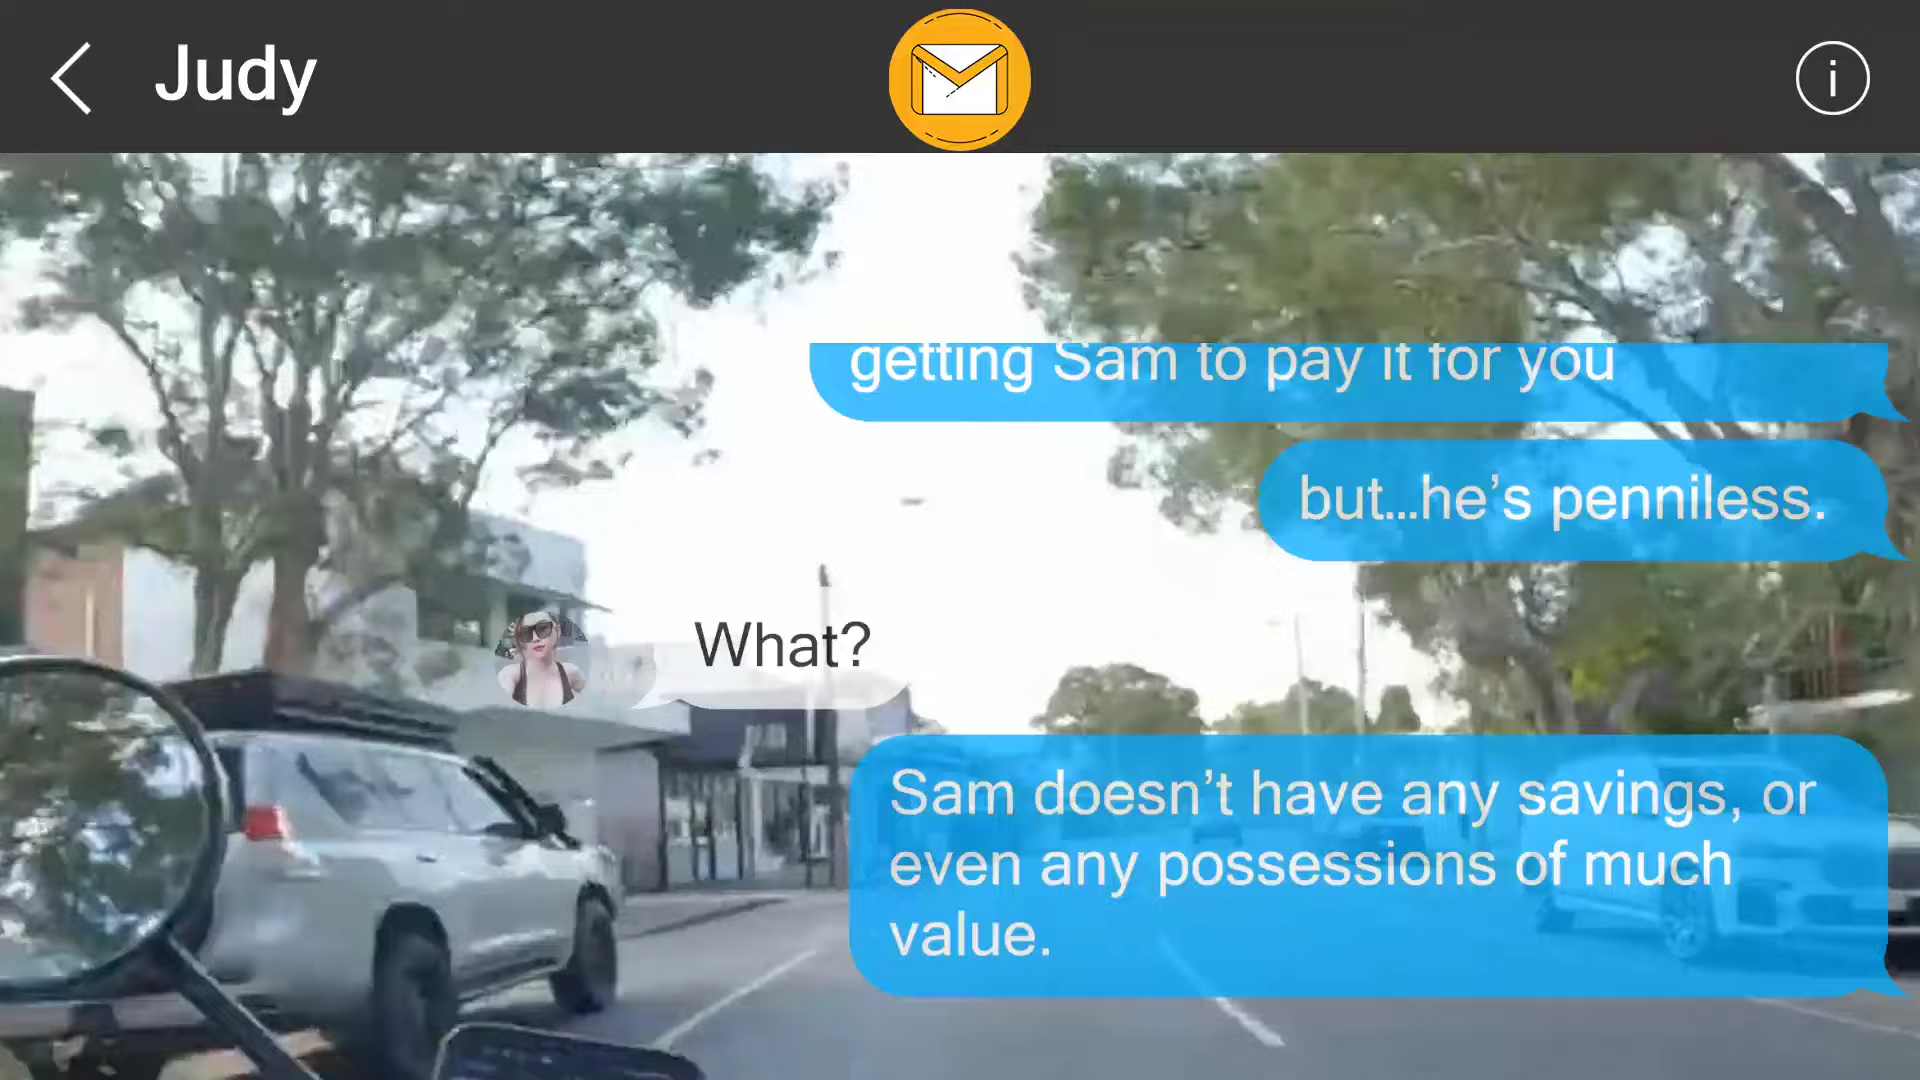 Judy
i
getting Sam to pay it for you
but...he’s penniless.
What?
Sam doesn’t have any savings, or
even any possessions of much
value.